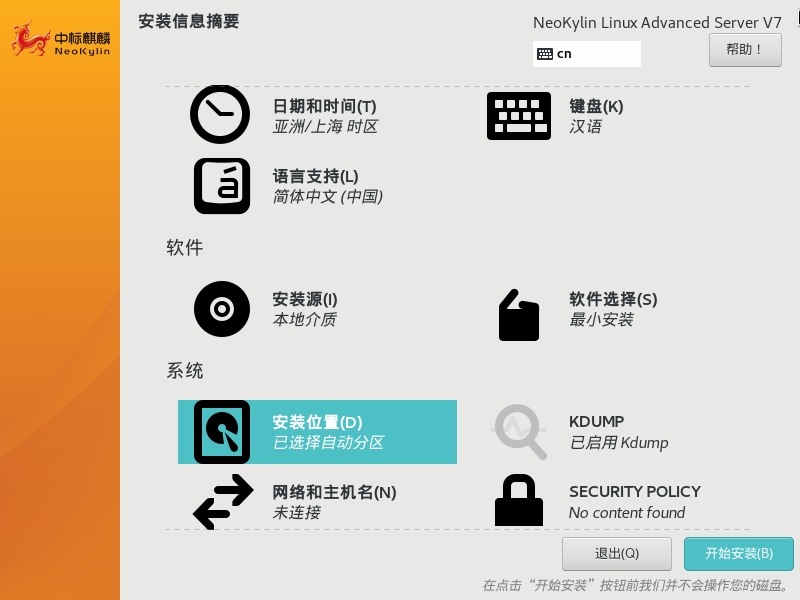 中标麒麟
NeoKylin
安装信息摘要
NeoKylin Linux Advanced Server V7
cn
帮助！
日期和时间(T)
亚洲/上海 时区
键盘(K)
汉语
á
语言支持(L)
简体中文 (中国)
软件
安装源(I)
本地介质
软件选择(S)
最小安装
系统
安装位置(D)
已选择自动分区
KDUMP
已启用 Kdump
网络和主机名(N)
未连接
SECURITY POLICY
No content found
退出(Q)
开始安装(B)
在点击“开始安装”按钮前我们并不会操作您的磁盘。